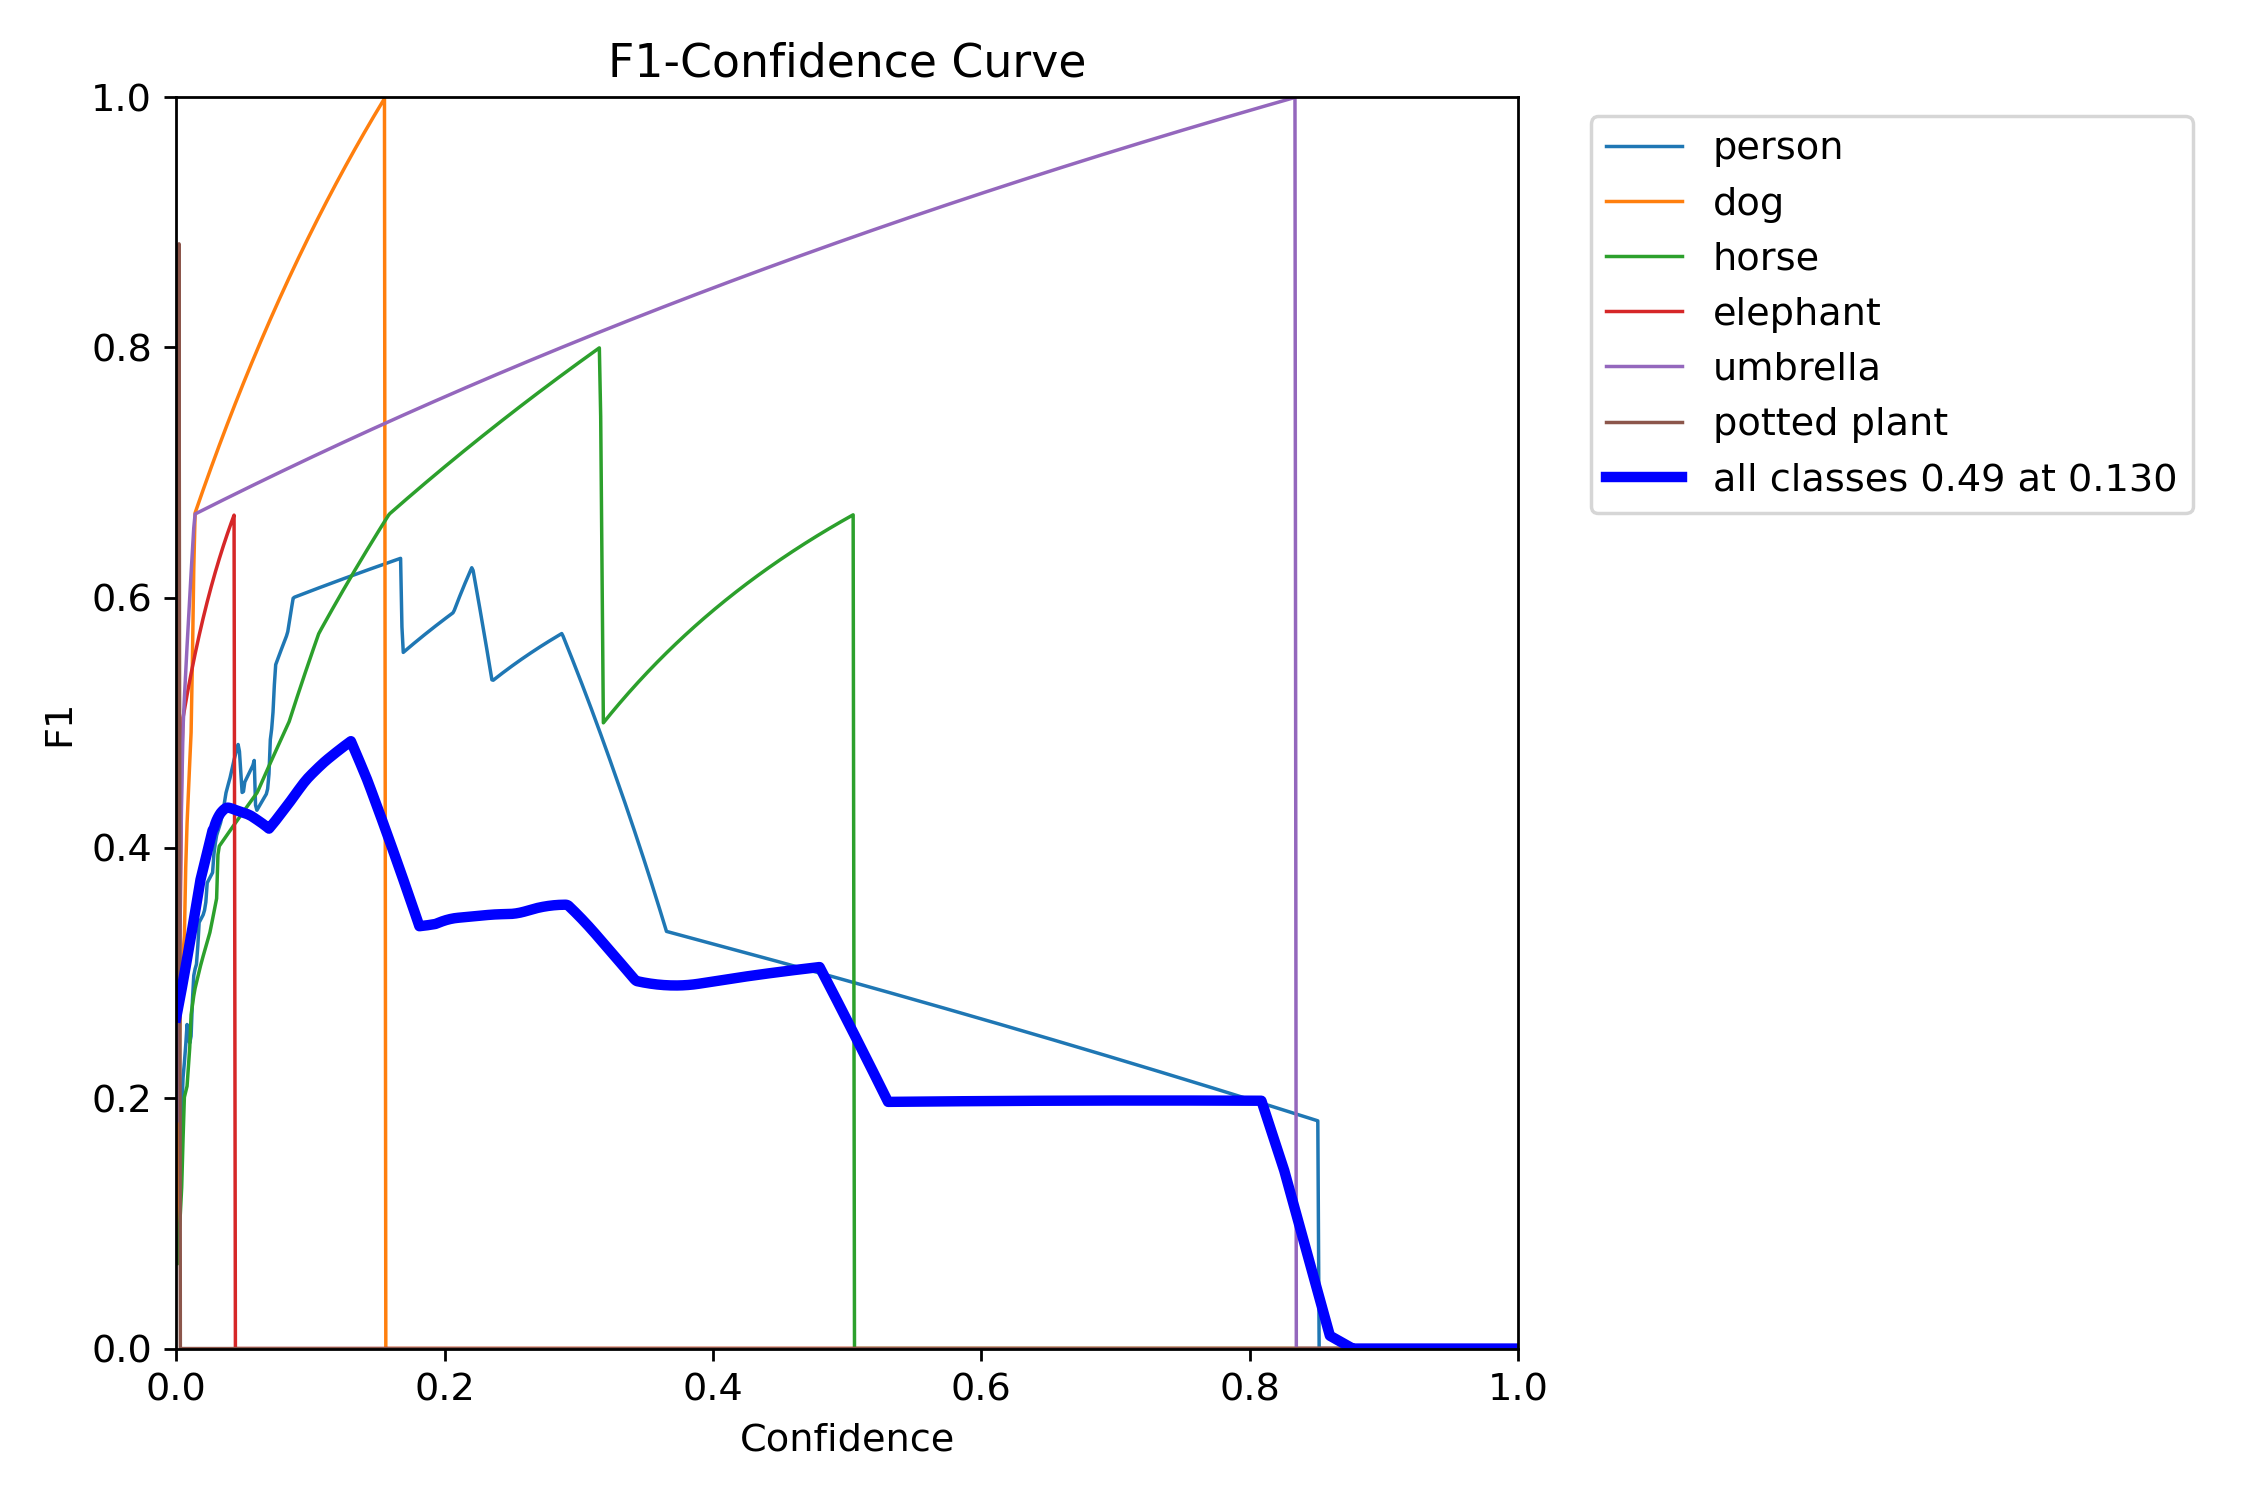 F1-Confidence Curve
1.0
0.8
0.6
0.4
0.2
0.0
F1
0.0 0.2 0.4 0.6 0.8 1.0
Confidence
person
dog
horse
elephant
umbrella
potted plant
all classes 0.49 at 0.130